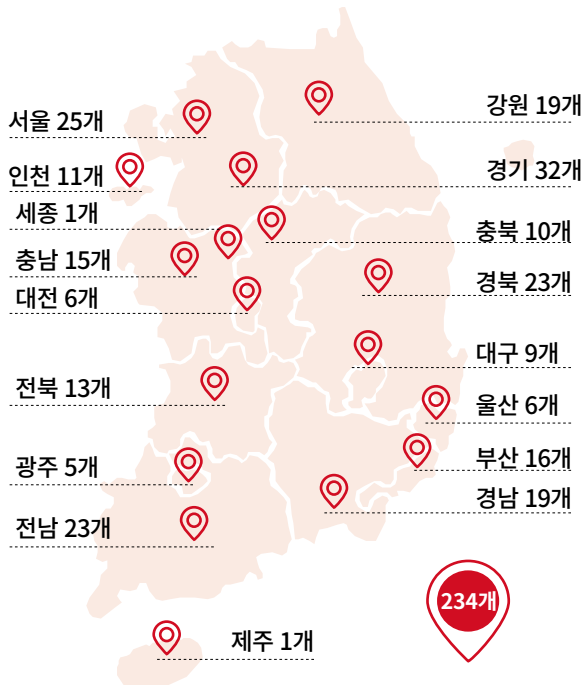 서울 25개
인천 11개
세종 1개
충남 15개
대전 6개
전북 13개
광주 5개
전남 23개
강원 19개
경기 32개
충북 10개
경북 23개
대구 9개
울산 6개
부산 16개
경남 19개
234개
제주 1개